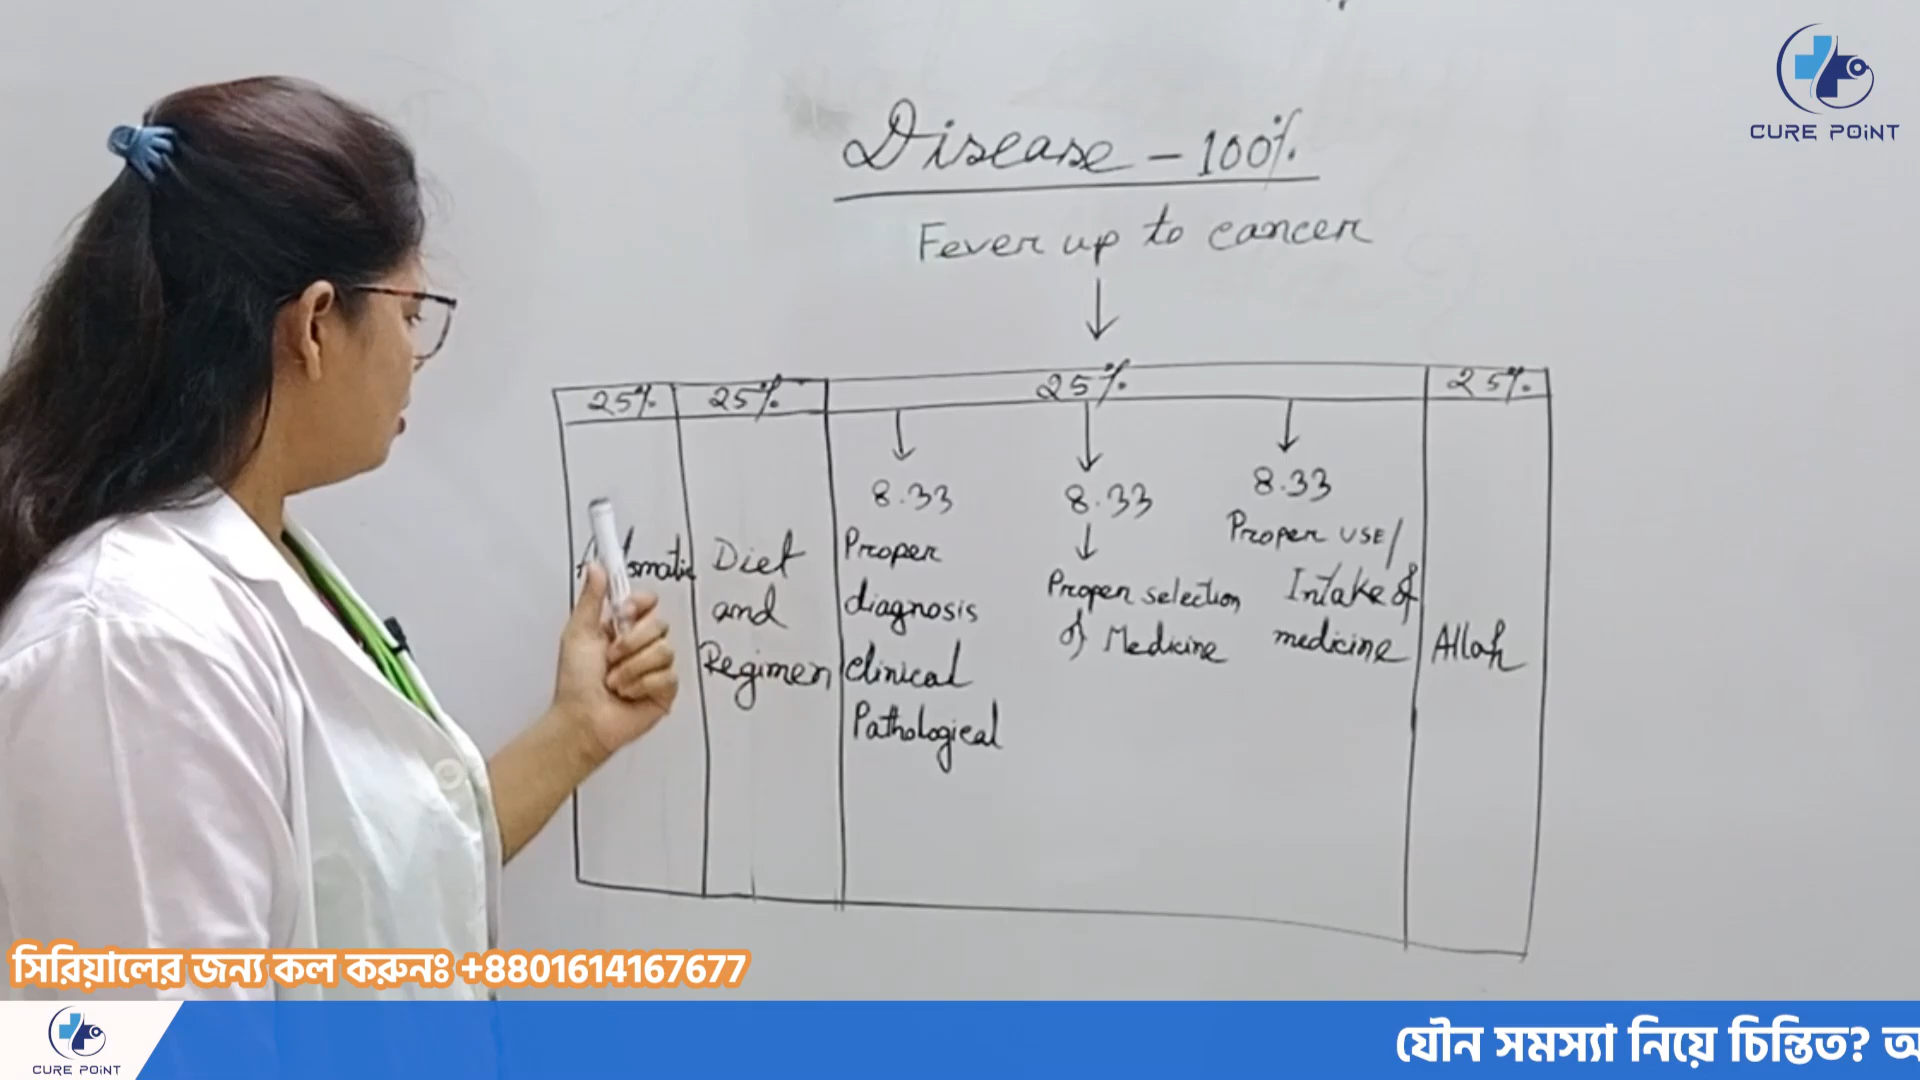 CURE POiNT
Disease - 100%
Fever up to cancer
25% 25% 25% 25%
8.33 8.33 8.33
Diet and Regimen
Proper diagnosis clinical Pathological
Proper selection of Medicine
Proper USE/ Intake of medicine
Allah
সিরিয়ালের জন্য কল করুনঃ +8801614167677
CURE POiNT
যৌন সমস্যা নিয়ে চিন্তিত?